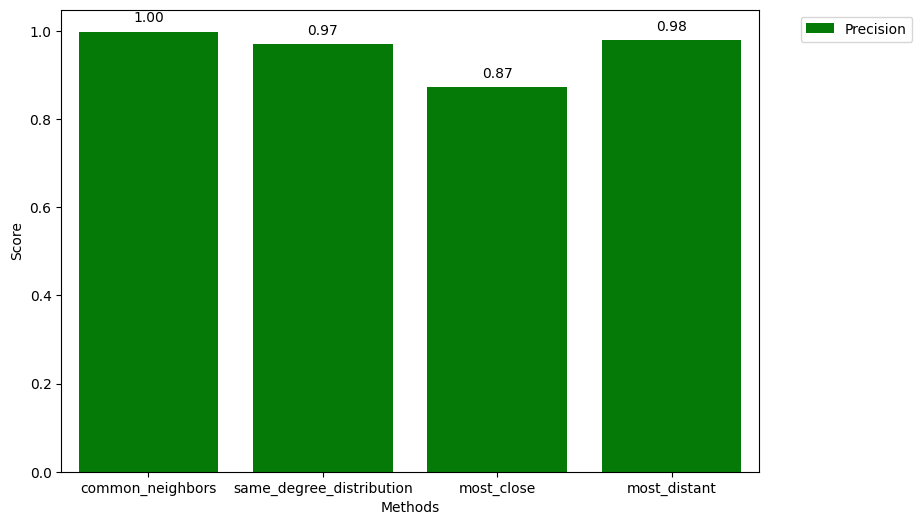 1.00
0.97
0.87
0.98
Precision
1.0
0.8
0.6
0.4
0.2
0.0
Score
common_neighbors
same_degree_distribution
most_close
most_distant
Methods